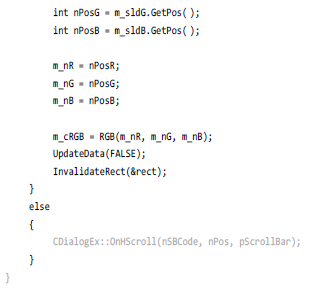 int nPosG = m_sldG.GetPos();
int nPosB = m_sldB.GetPos();
m_nR = nPosR;
m_nG = nPosG;
m_nB = nPosB;
m_cRGB = RGB(m_nR, m_nG, m_nB);
UpdateData(FALSE);
InvalidateRect(&rect);
}
else
{
CDialogEx::OnHScroll(nSBCode, nPos, pScrollBar);
}
}